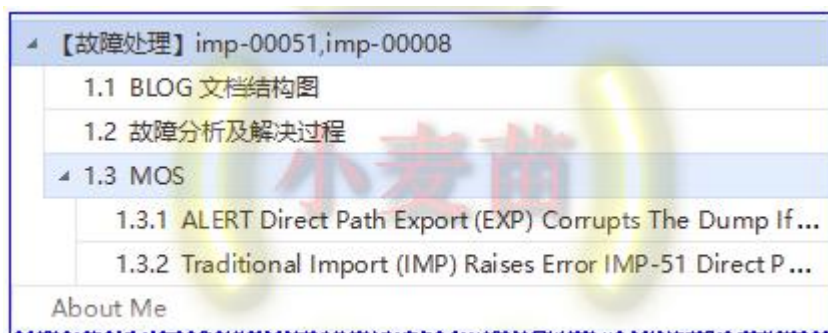 【故障处理】imp-00051,imp-00008
1.1 BLOG 文档结构图
1.2 故障分析及解决过程
1.3 MOS
小麦苗
1.3.1 ALERT Direct Path Export (EXP) Corrupts The Dump If...
1.3.2 Traditional Import (IMP) Raises Error IMP-51 Direct P...
About Me